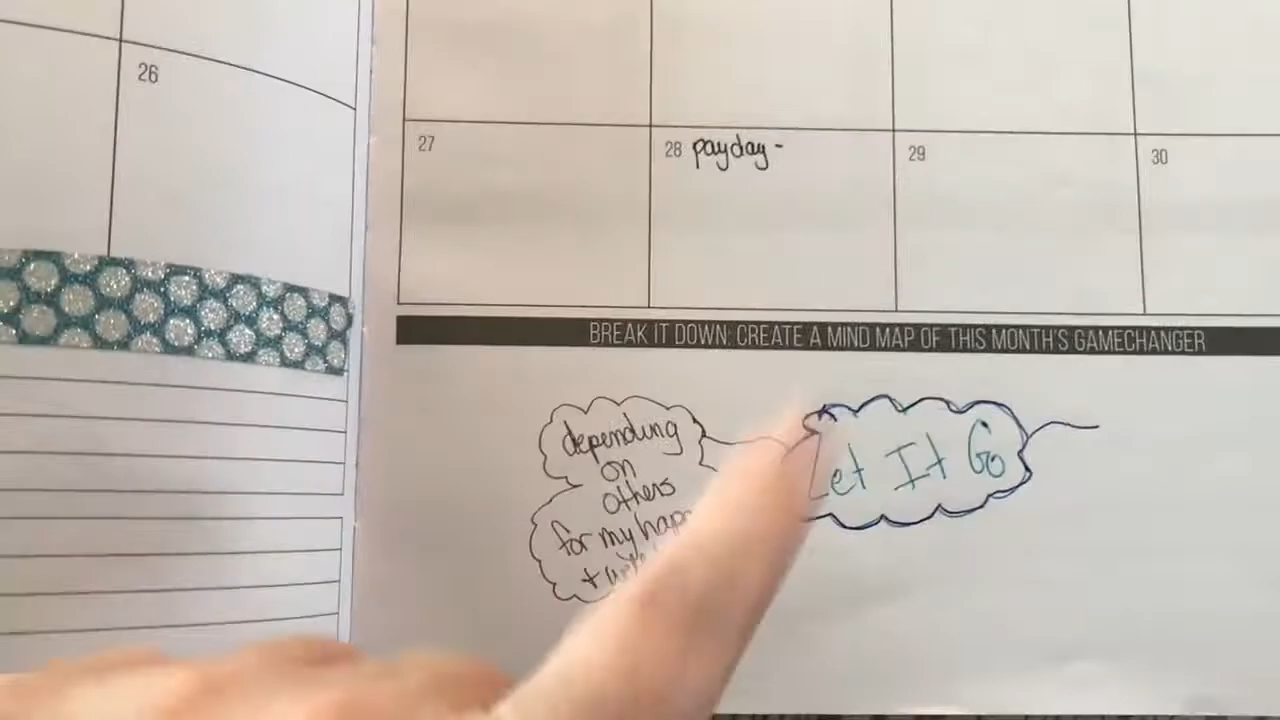 26
27
28 payday-
29
30
BREAK IT DOWN: CREATE A MIND MAP OF THIS MONTH'S GAMECHANGER
depending
on
others
for my
+
Let It Go